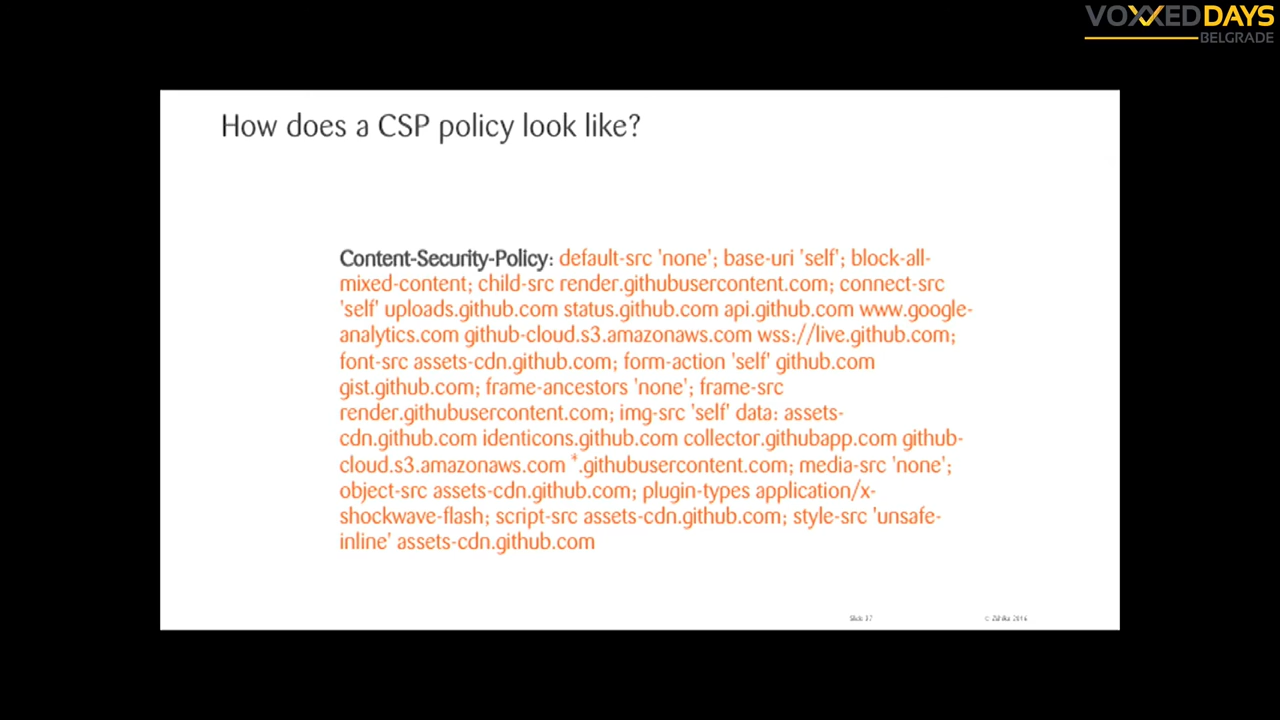 VOXXED DAYS
BELGRADE
How does a CSP policy look like?
Content-Security-Policy: default-src 'none'; base-uri 'self'; block-all-
mixed-content; child-src render.githubusercontent.com; connect-src
'self' uploads.github.com status.github.com api.github.com www.google-
analytics.com github-cloud.s3.amazonaws.com wss://live.github.com;
font-src assets-cdn.github.com; form-action 'self' github.com
gist.github.com; frame-ancestors 'none'; frame-src
render.githubusercontent.com; img-src 'self' data: assets-
cdn.github.com identicons.github.com collector.githubapp.com github-
cloud.s3.amazonaws.com *.githubusercontent.com; media-src 'none';
object-src assets-cdn.github.com; plugin-types application/x-
shockwave-flash; script-src assets-cdn.github.com; style-src 'unsafe-
inline' assets-cdn.github.com
Slide 37
© Zühlke 2016